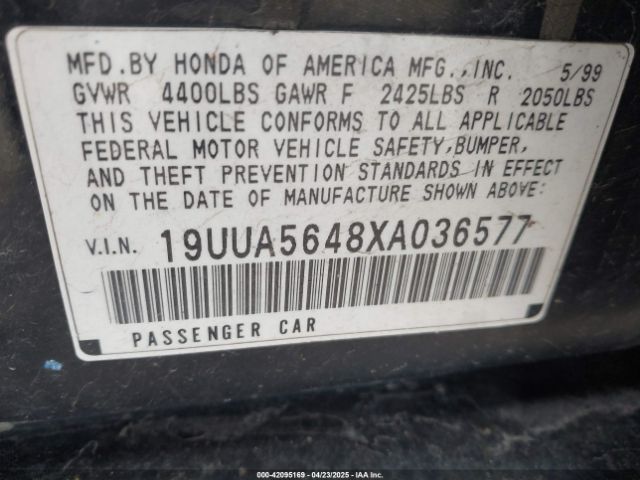 MFD.BY HONDA OF AMERICA MFG.,INC. 5/99
GVWR 4400LBS GAWR F 2425LBS R 2050LBS
THIS VEHICLE CONFORMS TO ALL APPLICABLE
FEDERAL MOTOR VEHICLE SAFETY,BUMPER,
AND THEFT PREVENTION STANDARDS IN EFFECT
ON THE DATE OF MANUFACTURE SHOWN ABOVE:
V.I.N. 19UUA5648XA036577
PASSENGER CAR
000-42095169 | 04/23/2025 | IAAHC.COM